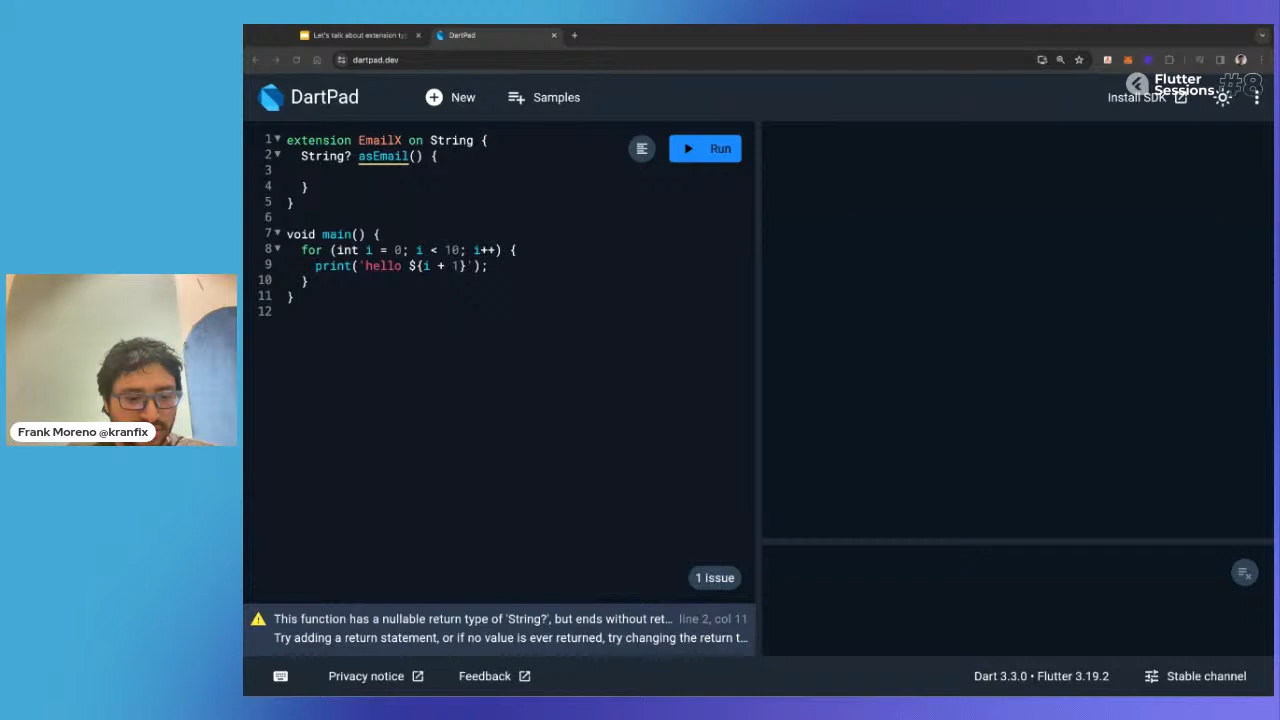 Let's talk about extension ty
DartPad
dartpad.dev
DartPad
New
Samples
Install SDK
Flutter
Sessions
#8
1 extension EmailX on String {
2 String? asEmail() {
3
4 }
5 }
6
7 void main() {
8 for (int i = 0; i < 10; i++) {
9 print('hello ${i + 1}');
10 }
11 }
12
Run
Frank Moreno @kranfix
1 issue
This function has a nullable return type of 'String?', but ends without ret... line 2, col 11
Try adding a return statement, or if no value is ever returned, try changing the return t...
Privacy notice
Feedback
Dart 3.3.0 • Flutter 3.19.2
Stable channel